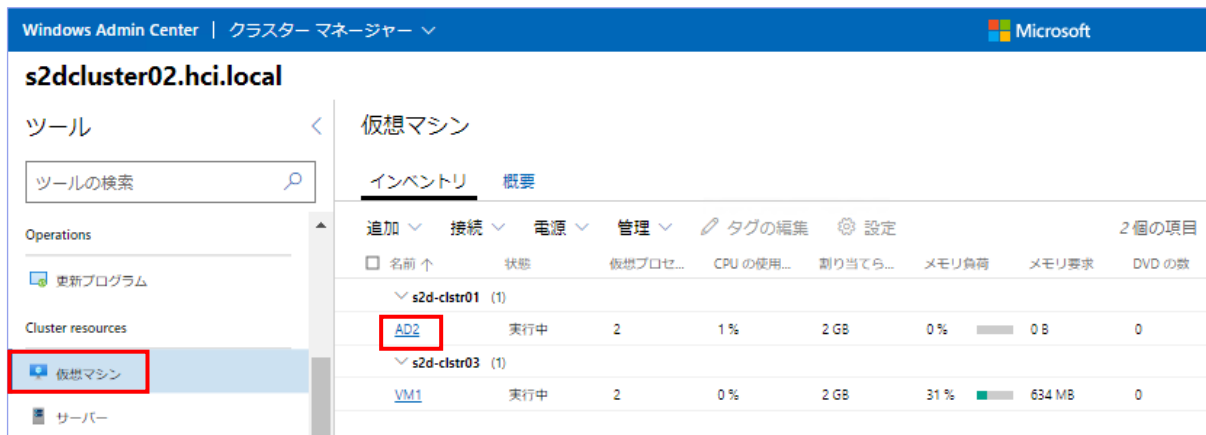 Windows Admin Center | クラスター マネージャー
Microsoft
s2dcluster02.hci.local
ツール
ツールの検索
Operations
更新プログラム
Cluster resources
仮想マシン
サーバー
仮想マシン
インベントリ 概要
追加 接続 電源 管理 タグの編集 設定 2 個の項目
名前 状態 仮想プロセ... CPU の使用... 割り当てら... メモリ負荷 メモリ要求 DVD の数
s2d-clstr01 (1)
AD2 実行中 2 1 % 2 GB 0 % 0 B 0
s2d-clstr03 (1)
VM1 実行中 2 0 % 2 GB 31 % 634 MB 0